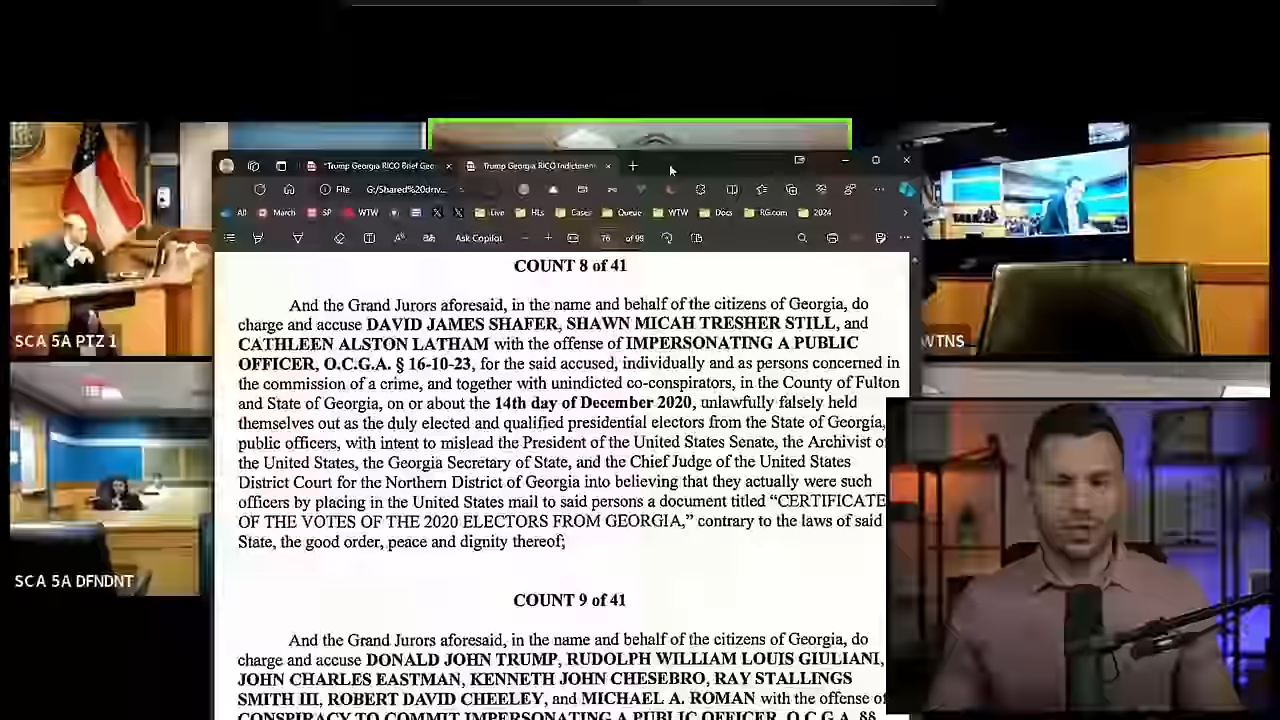 "Trump Georgia RICO Brief Geo
Trump Georgia RICO Indictment
File
G:/Shared%20driv...
All
March
SP
WTW
Live
HLs
Cases
Queue
WTW
Docs
RG.com
2024
Ask Copilot
76
of 99
COUNT 8 of 41
And the Grand Jurors aforesaid, in the name and behalf of the citizens of Georgia, do
charge and accuse DAVID JAMES SHAFER, SHAWN MICAH TRESHER STILL, and
CATHLEEN ALSTON LATHAM with the offense of IMPERSONATING A PUBLIC
OFFICER, O.C.G.A. § 16-10-23, for the said accused, individually and as persons concerned in
the commission of a crime, and together with unindicted co-conspirators, in the County of Fulton
and State of Georgia, on or about the 14th day of December 2020, unlawfully falsely held
themselves out as the duly elected and qualified presidential electors from the State of Georgia,
public officers, with intent to mislead the President of the United States Senate, the Archivist of
the United States, the Georgia Secretary of State, and the Chief Judge of the United States
District Court for the Northern District of Georgia into believing that they actually were such
officers by placing in the United States mail to said persons a document titled “CERTIFICATE
OF THE VOTES OF THE 2020 ELECTORS FROM GEORGIA,” contrary to the laws of said
State, the good order, peace and dignity thereof;
COUNT 9 of 41
And the Grand Jurors aforesaid, in the name and behalf of the citizens of Georgia, do
charge and accuse DONALD JOHN TRUMP, RUDOLPH WILLIAM LOUIS GIULIANI,
JOHN CHARLES EASTMAN, KENNETH JOHN CHESEBRO, RAY STALLINGS
SMITH III, ROBERT DAVID CHEELEY, and MICHAEL A. ROMAN with the offense of
CONSPIRACY TO COMMIT IMPERSONATING A PUBLIC OFFICER, O.C.G.A. §§
SCA 5A PTZ 1
WTNS
SCA 5A DFNDNT